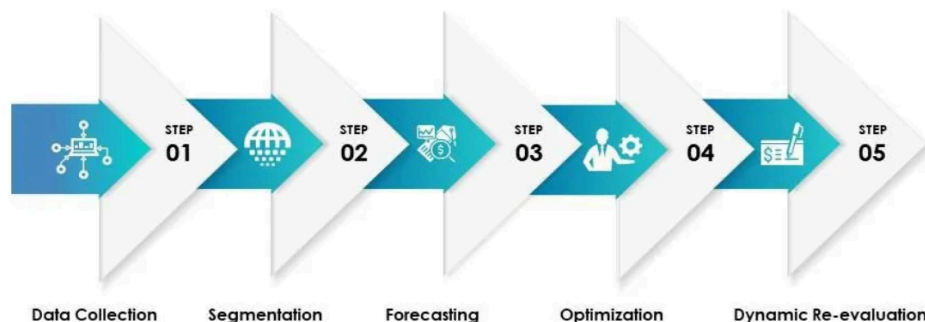 STEP
01
STEP
02
STEP
03
STEP
04
STEP
05
$
$
Data Collection
Segmentation
Forecasting
Optimization
Dynamic Re-evaluation